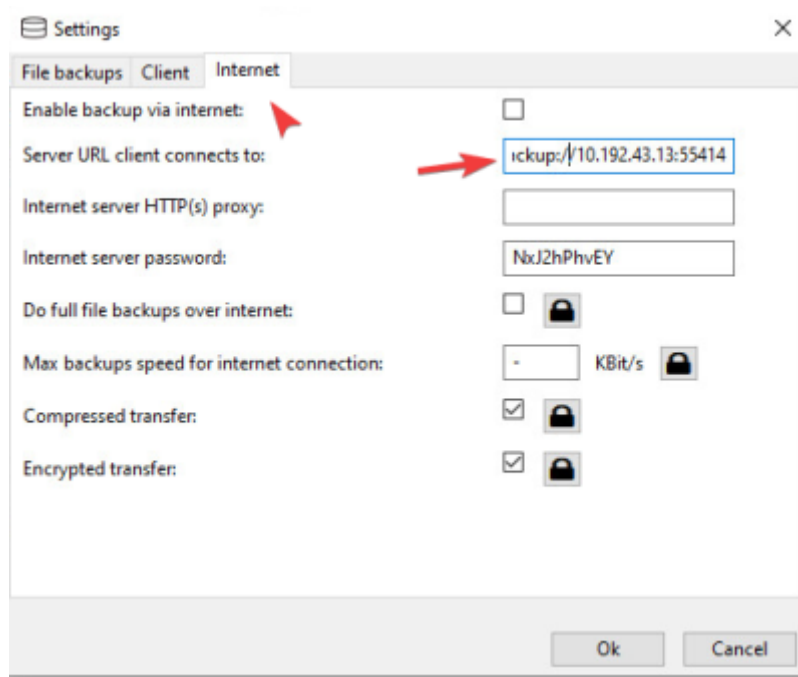 Settings
File backups Client Internet
Enable backup via internet:
Server URL client connects to: ickup://10.192.43.13:55414
Internet server HTTP(s) proxy:
Internet server password: NxJ2hPhvEY
Do full file backups over internet:
Max backups speed for internet connection: - KBit/s
Compressed transfer:
Encrypted transfer:
Ok Cancel